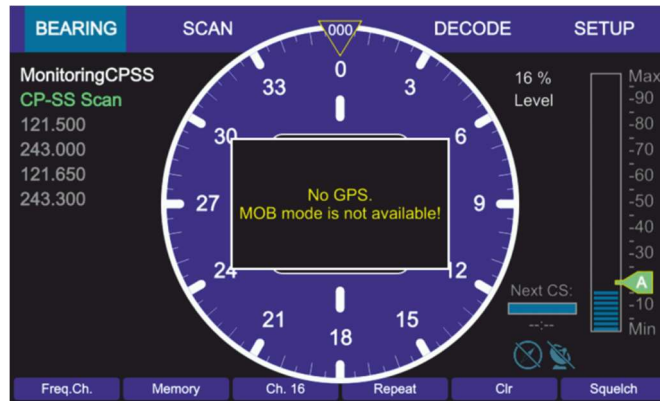 BEARING SCAN 000 DECODE SETUP
MonitoringCPSS
CP-SS Scan
121.500
243.000
121.650
243.300
0
3
6
9
12
15
18
21
24
27
30
33
No GPS.
MOB mode is not available!
16 %
Level
Max
-90
-80
-70
-60
-50
-40
-30
A
-10
Min
Next CS:
--:--
Freq.Ch. Memory Ch. 16 Repeat Clr Squelch